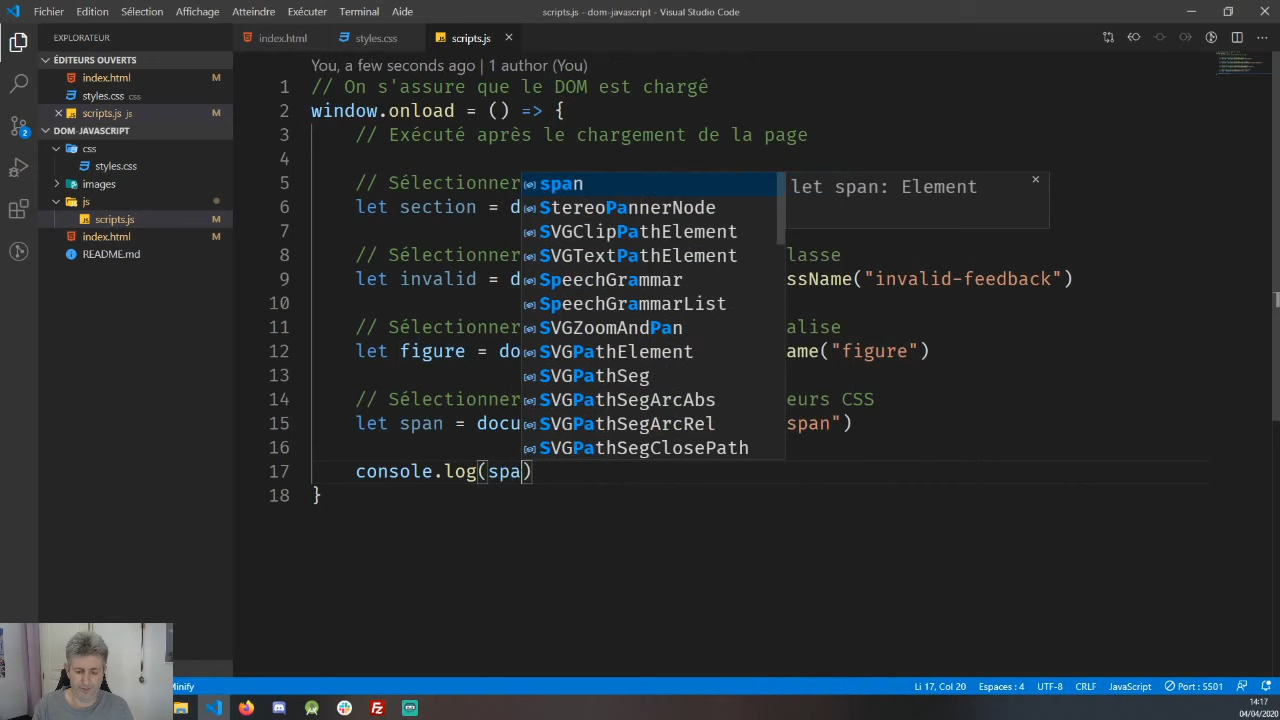 Fichier Edition Sélection Affichage Atteindre Exécuter Terminal Aide scripts.js - dom-javascript - Visual Studio Code
EXPLORATEUR
index.html styles.css scripts.js ×
ÉDITEURS OUVERTS
index.html M
styles.css css
× scripts.js js M
DOM-JAVASCRIPT
css
styles.css
images
js
scripts.js M
index.html M
README.md
2
You, a few seconds ago | 1 author (You)
1 // On s'assure que le DOM est chargé
2 window.onload = () => {
3 // Exécuté après le chargement de la page
4
5 // Sélectionner
6 let section = d
7
8 // Sélectionner lasse
9 let invalid = d ssName("invalid-feedback")
10
11 // Sélectionner alise
12 let figure = do ame("figure")
13
14 // Sélectionner eurs CSS
15 let span = docu span")
16
17 console.log(spa)
18 }
span
StereoPannerNode
SVGClipPathElement
SVGTextPathElement
SpeechGrammar
SpeechGrammarList
SVGZoomAndPan
SVGPathElement
SVGPathSeg
SVGPathSegArcAbs
SVGPathSegArcRel
SVGPathSegClosePath
let span: Element ×
Minify Li 17, Col 20 Espaces : 4 UTF-8 CRLF JavaScript Port : 5501
14:17
04/04/2020